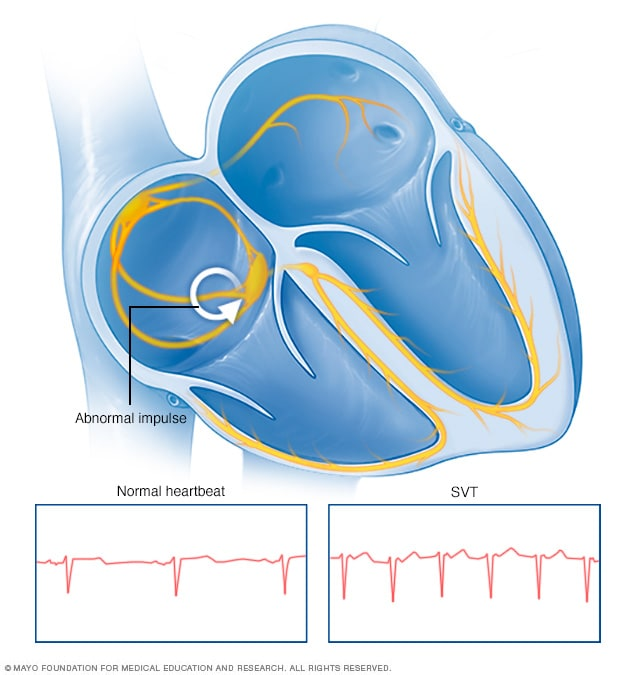 Abnormal impulse
Normal heartbeat
SVT
© MAYO FOUNDATION FOR MEDICAL EDUCATION AND RESEARCH. ALL RIGHTS RESERVED.